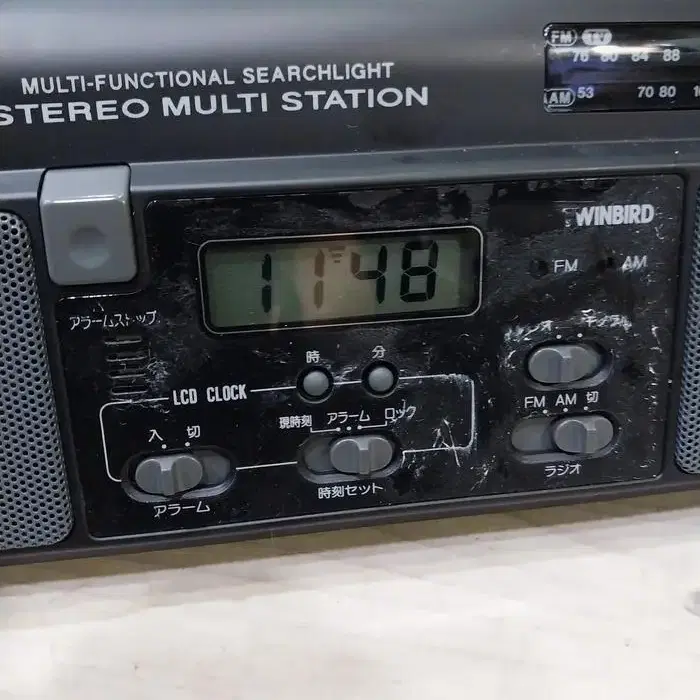 MULTI-FUNCTIONAL SEARCHLIGHT
STEREO MULTI STATION
FM TV
76 80 84 88
AM 53 70 80
WINBIRD
FM AM
11 48
アラームストップ
時 分
LCD CLOCK
現時刻 アラーム ロック
入 切
FM AM 切
ラジオ
アラーム
時刻セット